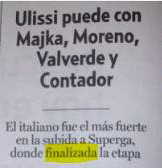 Ulissi puede con
Majka, Moreno,
Valverde y
Contador
El italiano fue el más fuerte
en la subida a Superga,
donde finalizada la etapa